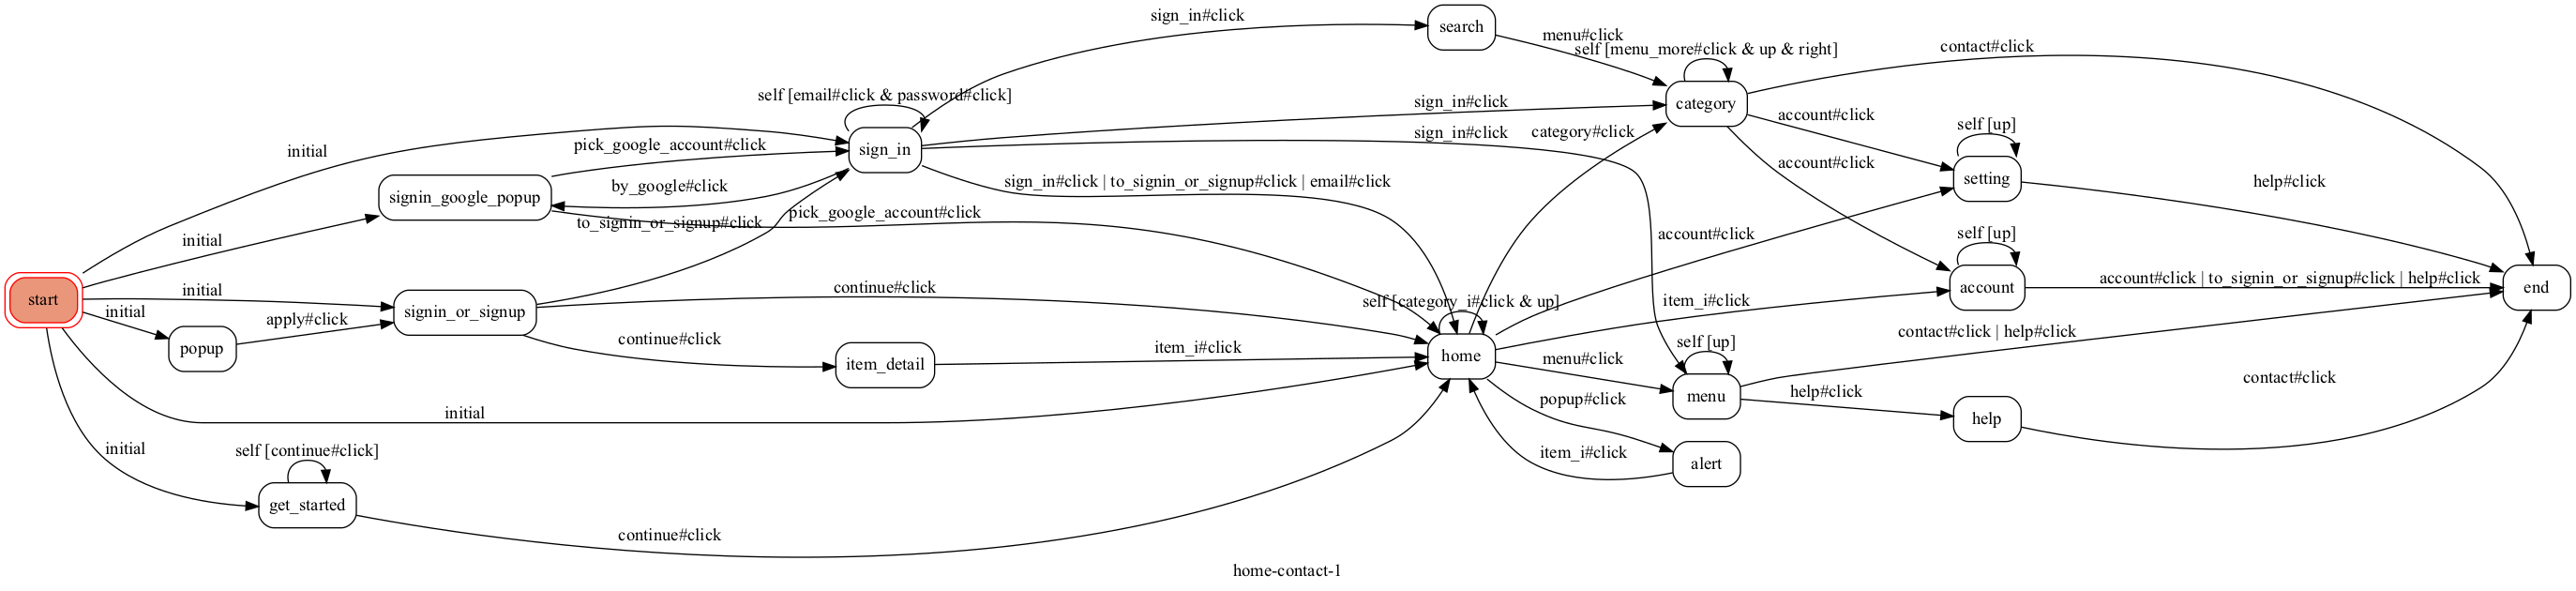 sign_in#click
search
menu#click
self [menu_more#click & up & right]
contact#click
self [email#click & password#click]
category
sign_in#click
account#click
self [up]
initial
pick_google_account#click
sign_in
sign_in#click
category#click
account#click
setting
by_google#click
sign_in#click | to_signin_or_signup#click | email#click
help#click
signin_google_popup
pick_google_account#click
to_signin_or_signup#click
initial
account#click
self [up]
initial
continue#click
account
account#click | to_signin_or_signup#click | help#click
end
start
initial
apply#click
signin_or_signup
self [category_i#click & up]
item_i#click
contact#click | help#click
popup
continue#click
item_detail
item_i#click
home
menu#click
self [up]
menu
help#click
contact#click
initial
popup#click
help
initial
self [continue#click]
item_i#click
alert
get_started
continue#click
home-contact-1